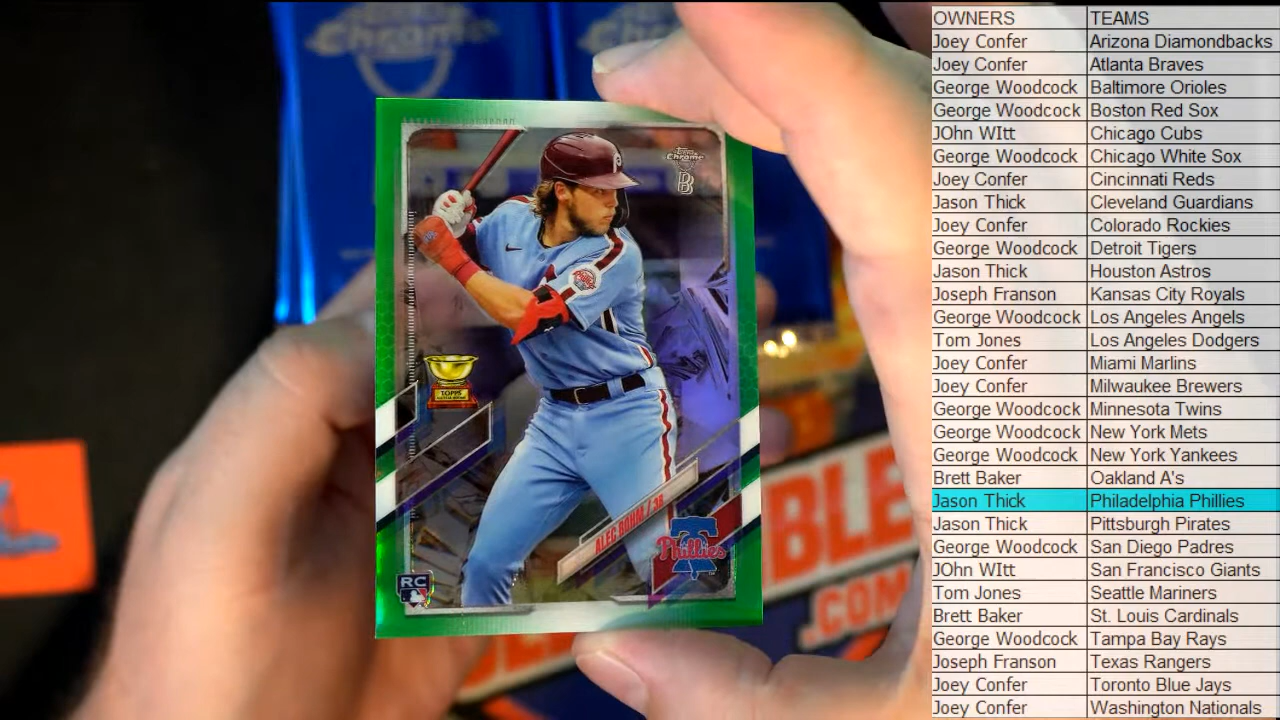 Chrome
Topps
Chrome
B
P
TOPPS
ALEC BOHM / 3B
Phillies
RC
BLE
.COM
BLE
OWNERS TEAMS
Joey Confer Arizona Diamondbacks
Joey Confer Atlanta Braves
George Woodcock Baltimore Orioles
George Woodcock Boston Red Sox
JOhn WItt Chicago Cubs
George Woodcock Chicago White Sox
Joey Confer Cincinnati Reds
Jason Thick Cleveland Guardians
Joey Confer Colorado Rockies
George Woodcock Detroit Tigers
Jason Thick Houston Astros
Joseph Franson Kansas City Royals
George Woodcock Los Angeles Angels
Tom Jones Los Angeles Dodgers
Joey Confer Miami Marlins
Joey Confer Milwaukee Brewers
George Woodcock Minnesota Twins
George Woodcock New York Mets
George Woodcock New York Yankees
Brett Baker Oakland A's
Jason Thick Philadelphia Phillies
Jason Thick Pittsburgh Pirates
George Woodcock San Diego Padres
JOhn WItt San Francisco Giants
Tom Jones Seattle Mariners
Brett Baker St. Louis Cardinals
George Woodcock Tampa Bay Rays
Joseph Franson Texas Rangers
Joey Confer Toronto Blue Jays
Joey Confer Washington Nationals